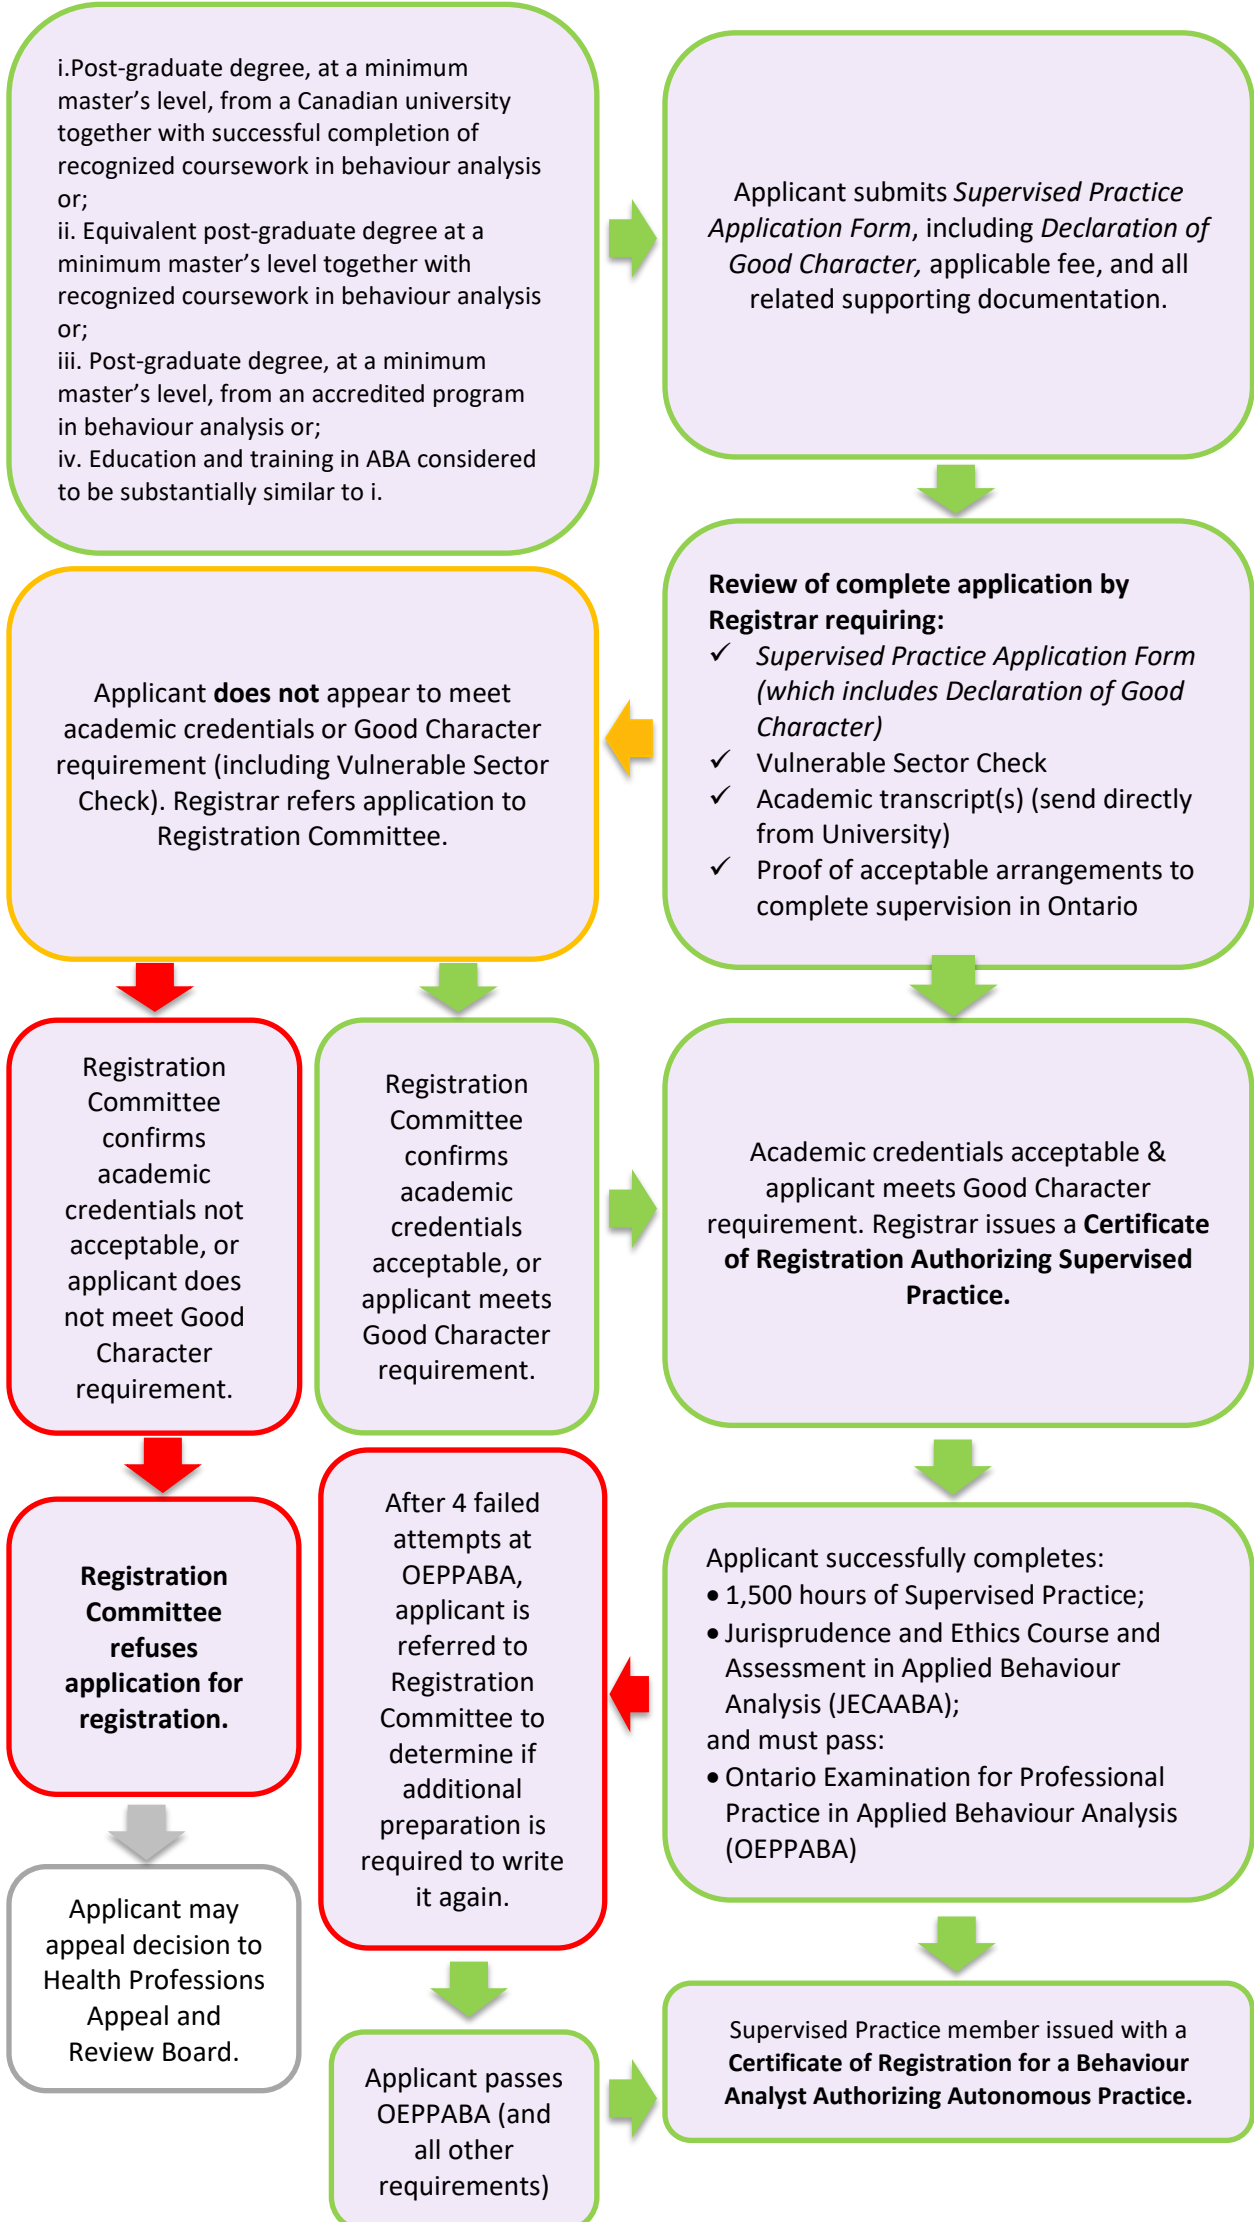 i.Post-graduate degree, at a minimum
master’s level, from a Canadian university
together with successful completion of
recognized coursework in behaviour analysis
or;
ii. Equivalent post-graduate degree at a
minimum master’s level together with
recognized coursework in behaviour analysis
or;
iii. Post-graduate degree, at a minimum
master’s level, from an accredited program
in behaviour analysis or;
iv. Education and training in ABA considered
to be substantially similar to i.
Applicant submits Supervised Practice
Application Form, including Declaration of
Good Character, applicable fee, and all
related supporting documentation.
Review of complete application by
Registrar requiring:
✓ Supervised Practice Application Form
(which includes Declaration of Good
Character)
✓ Vulnerable Sector Check
✓ Academic transcript(s) (send directly
from University)
✓ Proof of acceptable arrangements to
complete supervision in Ontario
Applicant does not appear to meet
academic credentials or Good Character
requirement (including Vulnerable Sector
Check). Registrar refers application to
Registration Committee.
Registration
Committee
confirms
academic
credentials not
acceptable, or
applicant does
not meet Good
Character
requirement.
Registration
Committee
confirms
academic
credentials
acceptable, or
applicant meets
Good Character
requirement.
Academic credentials acceptable &
applicant meets Good Character
requirement. Registrar issues a Certificate
of Registration Authorizing Supervised
Practice.
Registration
Committee
refuses
application for
registration.
After 4 failed
attempts at
OEPPABA,
applicant is
referred to
Registration
Committee to
determine if
additional
preparation is
required to write
it again.
Applicant successfully completes:
• 1,500 hours of Supervised Practice;
• Jurisprudence and Ethics Course and
Assessment in Applied Behaviour
Analysis (JECAABA);
and must pass:
• Ontario Examination for Professional
Practice in Applied Behaviour Analysis
(OEPPABA)
Applicant may
appeal decision to
Health Professions
Appeal and
Review Board.
Applicant passes
OEPPABA (and
all other
requirements)
Supervised Practice member issued with a
Certificate of Registration for a Behaviour
Analyst Authorizing Autonomous Practice.